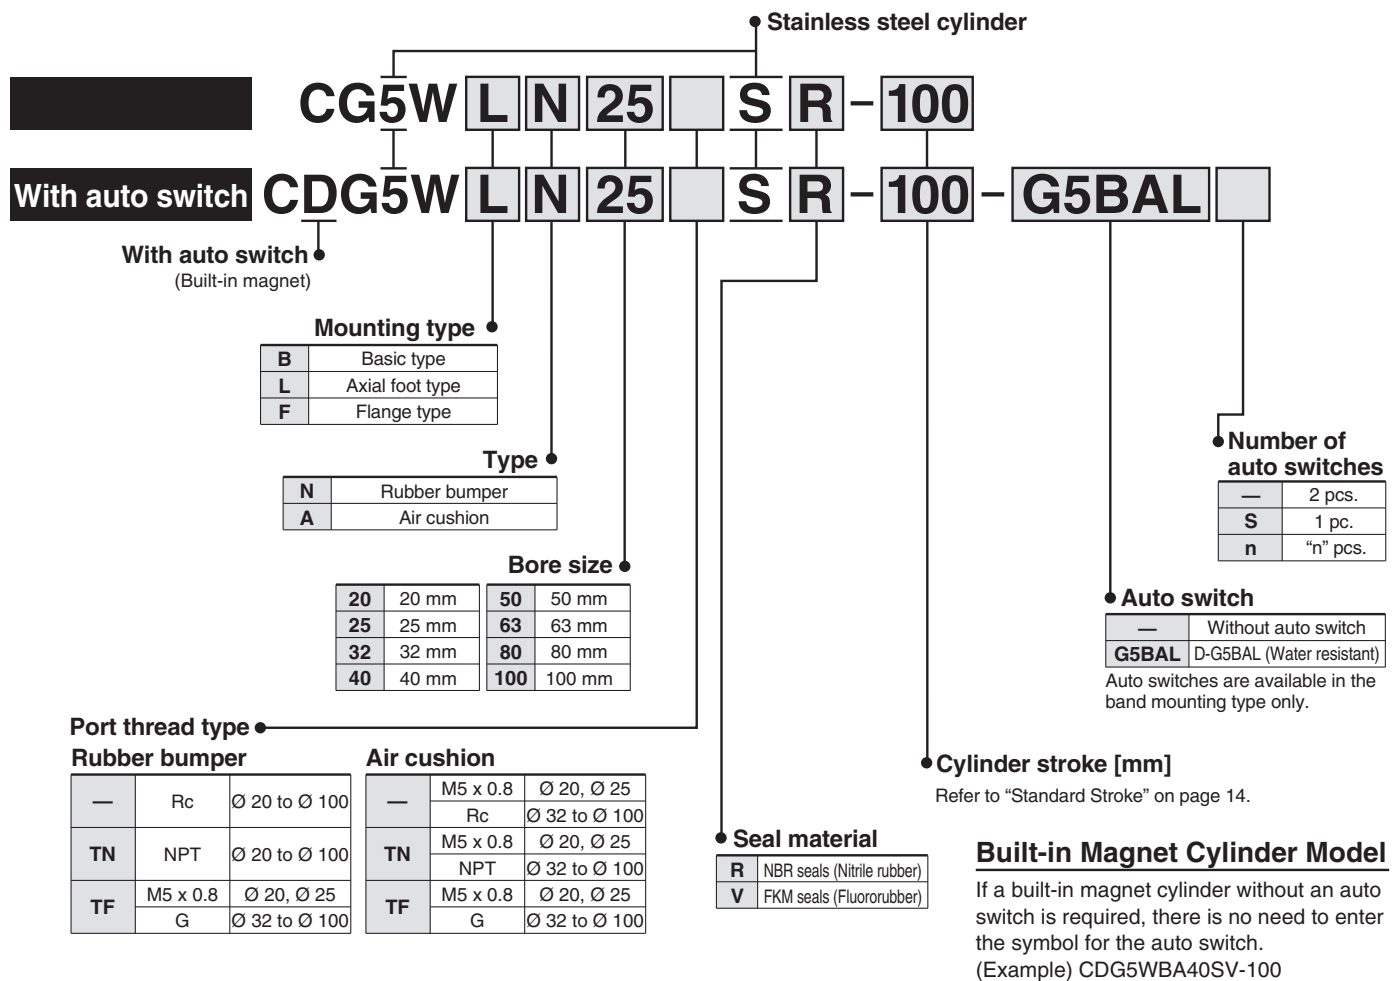 Stainless steel cylinder
CG5W L N 25 S R – 100
With auto switch CDG5W L N 25 S R – 100 – G5BAL
With auto switch
(Built-in magnet)
Mounting type
B Basic type
L Axial foot type
F Flange type
Type
N Rubber bumper
A Air cushion
Bore size
20 20 mm 50 50 mm
25 25 mm 63 63 mm
32 32 mm 80 80 mm
40 40 mm 100 100 mm
Port thread type
Rubber bumper
— Rc Ø 20 to Ø 100
TN NPT Ø 20 to Ø 100
TF M5 x 0.8 Ø 20, Ø 25
G Ø 32 to Ø 100
Air cushion
— M5 x 0.8 Ø 20, Ø 25
Rc Ø 32 to Ø 100
TN M5 x 0.8 Ø 20, Ø 25
NPT Ø 32 to Ø 100
TF M5 x 0.8 Ø 20, Ø 25
G Ø 32 to Ø 100
Seal material
R NBR seals (Nitrile rubber)
V FKM seals (Fluororubber)
Cylinder stroke [mm]
Refer to “Standard Stroke” on page 14.
Number of
auto switches
— 2 pcs.
S 1 pc.
n “n” pcs.
Auto switch
— Without auto switch
G5BAL D-G5BAL (Water resistant)
Auto switches are available in the
band mounting type only.
Built-in Magnet Cylinder Model
If a built-in magnet cylinder without an auto
switch is required, there is no need to enter
the symbol for the auto switch.
(Example) CDG5WBA40SV-100